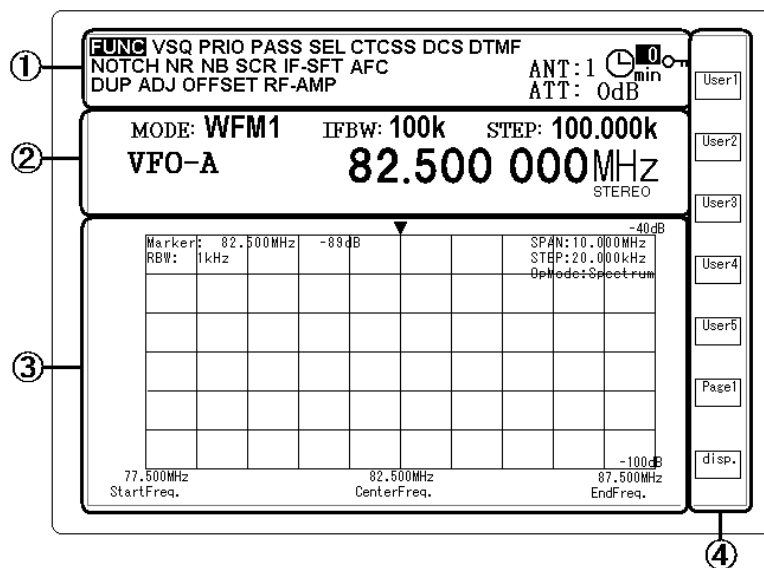 ①
FUNC VSQ PRIO PASS SEL CTCSS DCS DTMF
NOTCH NR NB SCR IF-SFT AFC
DUP ADJ OFFSET RF-AMP
ANT:1
ATT: 0dB
0
min
②
MODE: WFM1 IFBW: 100k STEP: 100.000k
VFO-A 82.500 000MHz
STEREO
③
-40dB
Marker: 82.500MHz -89dB
RBW: 1kHz
SPAN:10.000MHz
STEP:20.000kHz
OpMode:Spectrum
-100dB
77.500MHz 82.500MHz 87.500MHz
StartFreq. CenterFreq. EndFreq.
User1
User2
User3
User4
User5
Page1
disp.
④